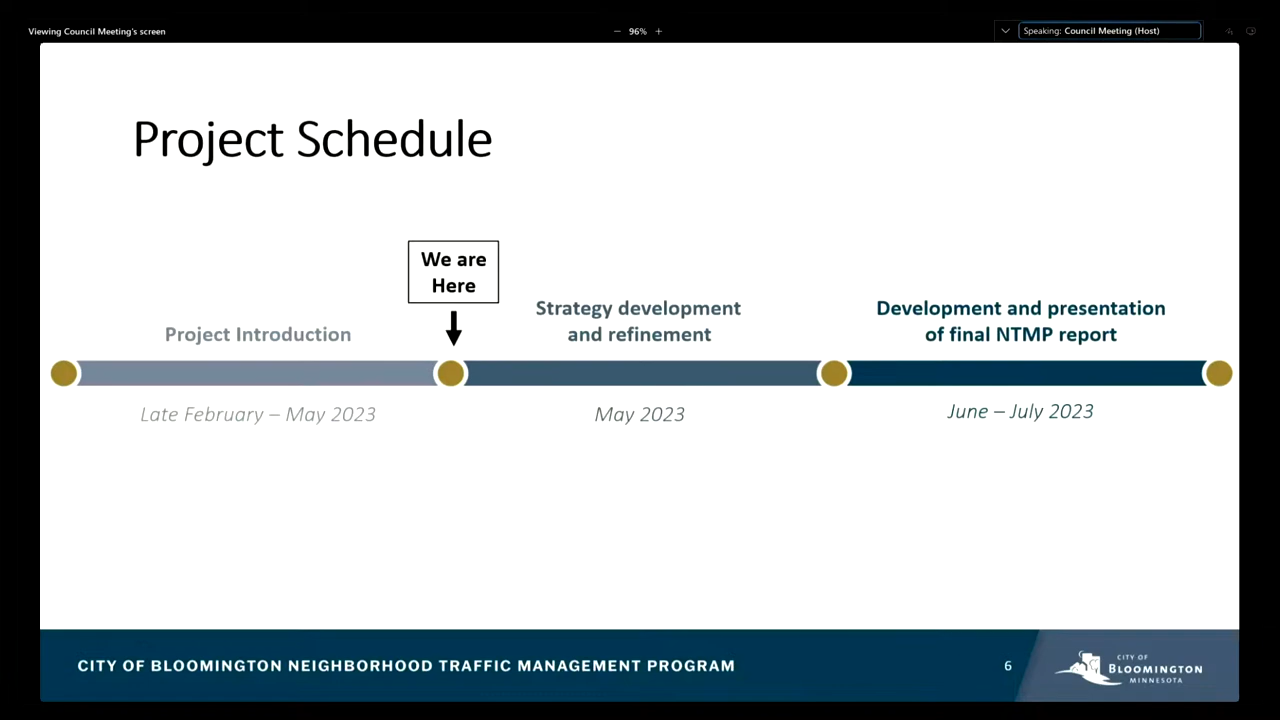 Viewing Council Meeting's screen
− 96% +
Speaking: Council Meeting (Host)
Project Schedule
We are
Here
Project Introduction
Strategy development
and refinement
Development and presentation
of final NTMP report
Late February – May 2023
May 2023
June – July 2023
CITY OF BLOOMINGTON NEIGHBORHOOD TRAFFIC MANAGEMENT PROGRAM
6
CITY OF
BLOOMINGTON
MINNESOTA